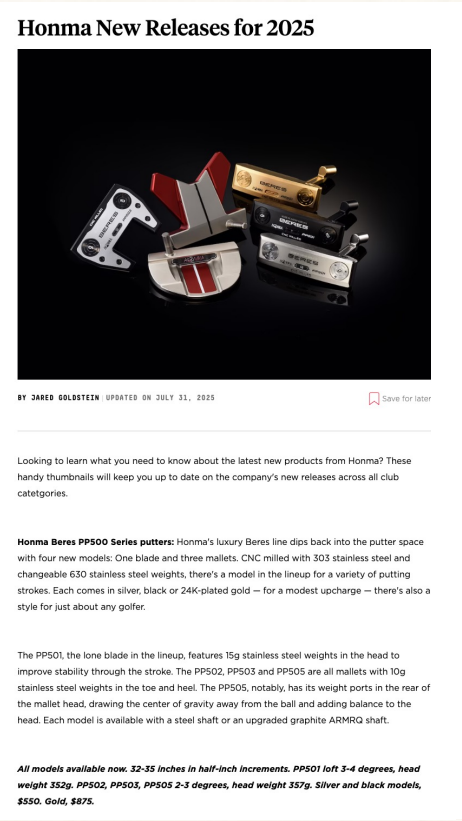 Honma New Releases for 2025
BERES
BERES
BERES
BERES
HONMA
BY JARED GOLDSTEIN | UPDATED ON JULY 31, 2025
Save for later
Looking to learn what you need to know about the latest new products from Honma? These
handy thumbnails will keep you up to date on the company's new releases across all club
catetgories.
Honma Beres PP500 Series putters: Honma's luxury Beres line dips back into the putter space
with four new models: One blade and three mallets. CNC milled with 303 stainless steel and
changeable 630 stainless steel weights, there's a model in the lineup for a variety of putting
strokes. Each comes in silver, black or 24K-plated gold — for a modest upcharge — there's also a
style for just about any golfer.
The PP501, the lone blade in the lineup, features 15g stainless steel weights in the head to
improve stability through the stroke. The PP502, PP503 and PP505 are all mallets with 10g
stainless steel weights in the toe and heel. The PP505, notably, has its weight ports in the rear of
the mallet head, drawing the center of gravity away from the ball and adding balance to the
head. Each model is available with a steel shaft or an upgraded graphite ARMRQ shaft.
All models available now. 32-35 inches in half-inch increments. PP501 loft 3-4 degrees, head
weight 352g. PP502, PP503, PP505 2-3 degrees, head weight 357g. Silver and black models,
$550. Gold, $875.